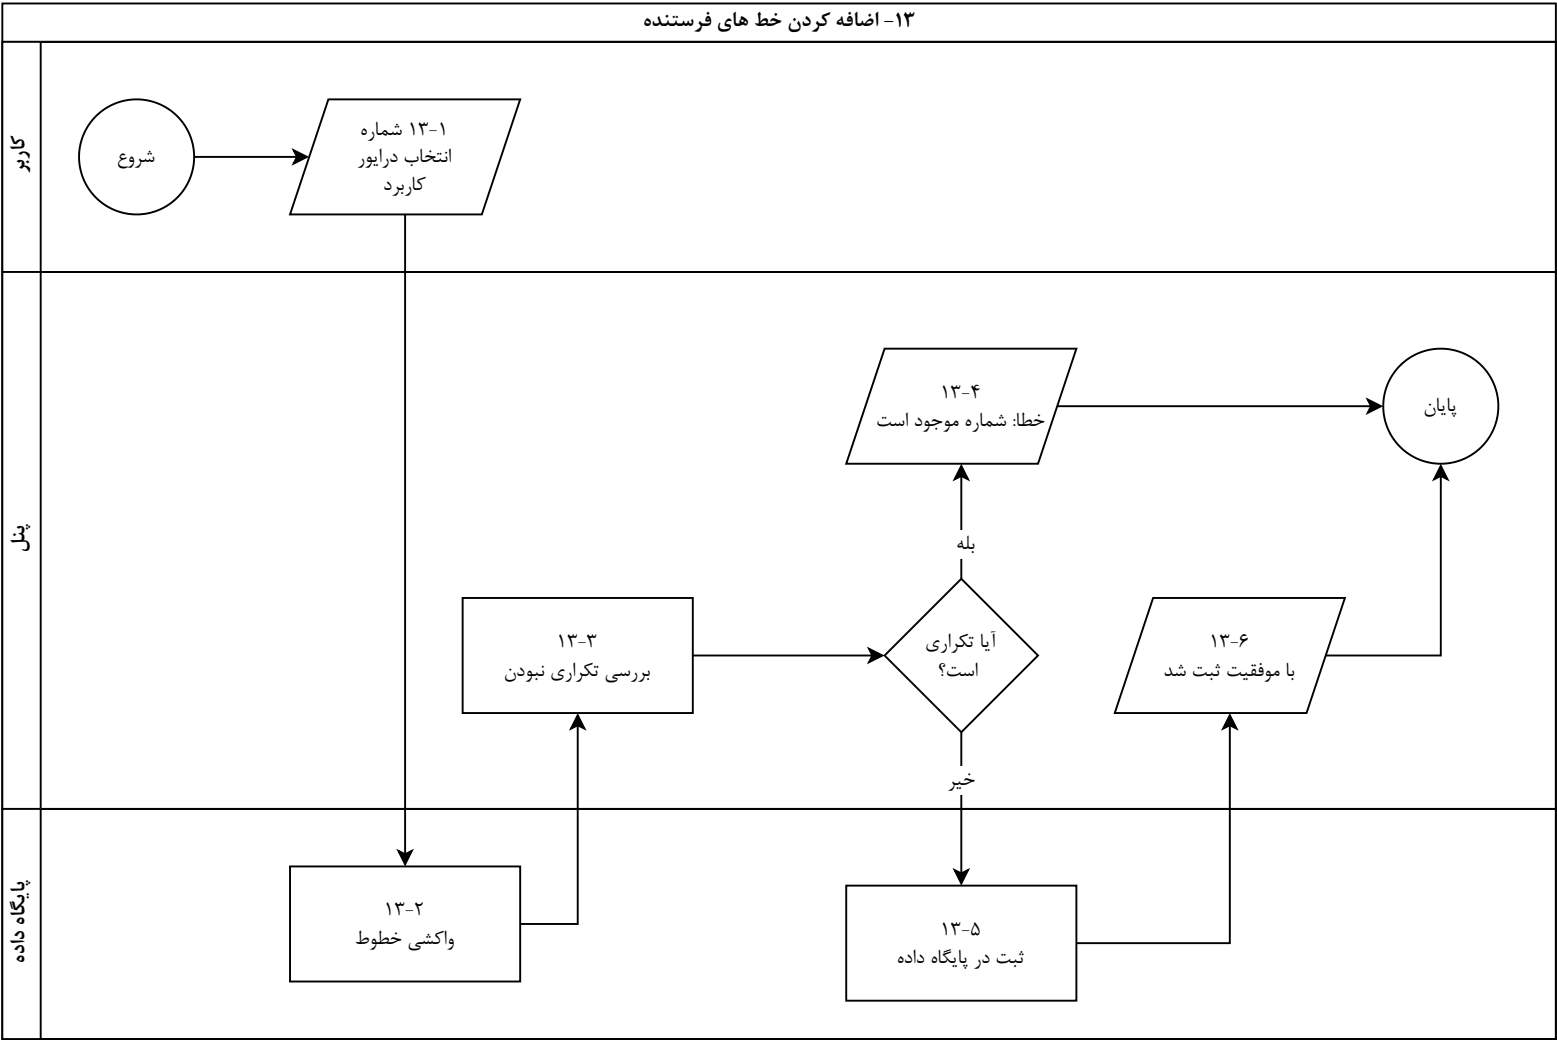 ۱۳- اضافه کردن خط های فرستنده
کاربر
شروع
۱۳-۱ شماره
انتخاب درایور
کاربرد
پنل
۱۳-۴
خطا: شماره موجود است
پایان
بله
۱۳-۳
بررسی تکراری نبودن
آیا تکراری
است؟
۱۳-۶
با موفقیت ثبت شد
خیر
پایگاه داده
۱۳-۲
واکشی خطوط
۱۳-۵
ثبت در پایگاه داده